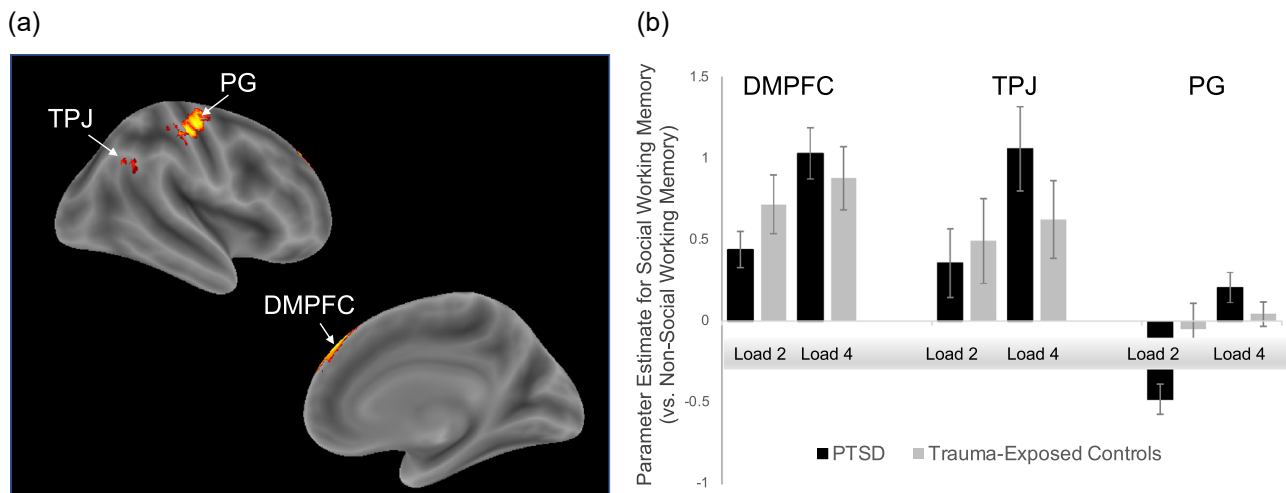 (a)
PG
TPJ
DMPFC
(b)
Parameter Estimate for Social Working Memory
(vs. Non-Social Working Memory)
1.5
1
0.5
0
-0.5
-1
DMPFC
TPJ
PG
Load 2
Load 4
Load 2
Load 4
Load 2
Load 4
PTSD
Trauma-Exposed Controls